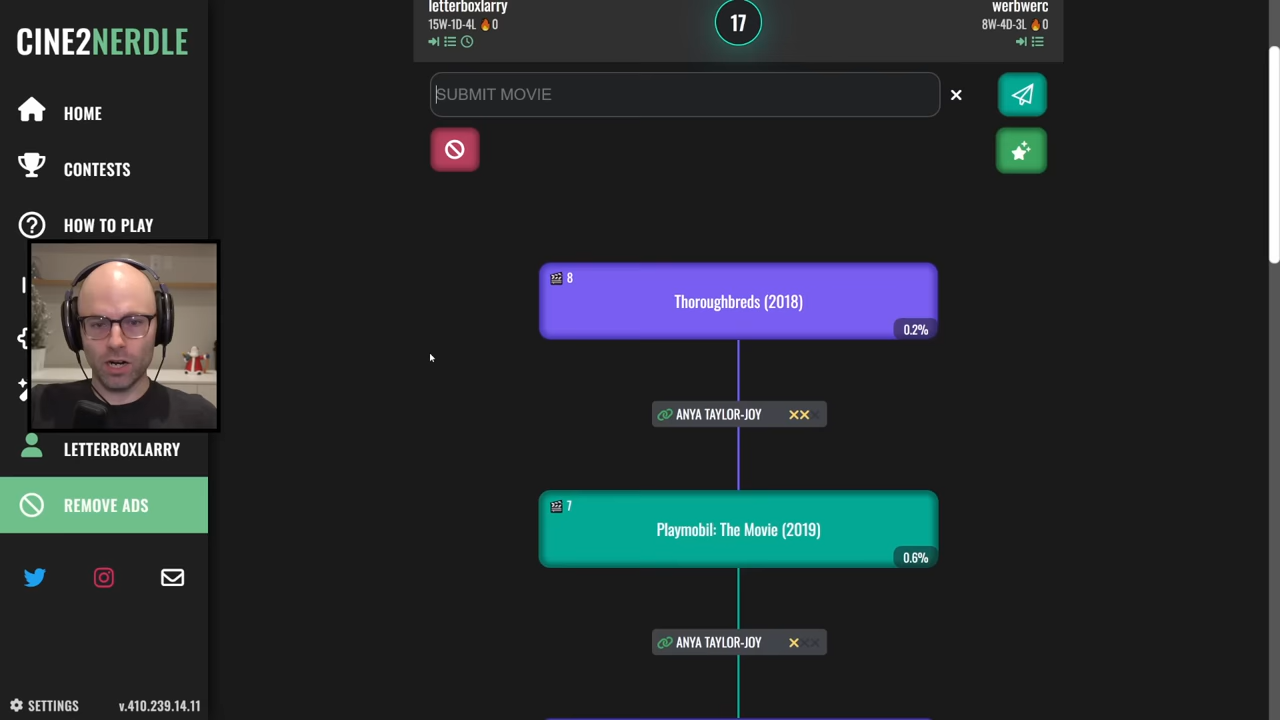 CINE2NERDLE
HOME
CONTESTS
HOW TO PLAY
LETTERBOXLARRY
REMOVE ADS
SETTINGS
v.410.239.14.11
letterboxlarry
15W-1D-4L 🔥0
17
werbwerc
8W-4D-3L 🔥0
SUBMIT MOVIE
8
Thoroughbreds (2018)
0.2%
ANYA TAYLOR-JOY
7
Playmobil: The Movie (2019)
0.6%
ANYA TAYLOR-JOY